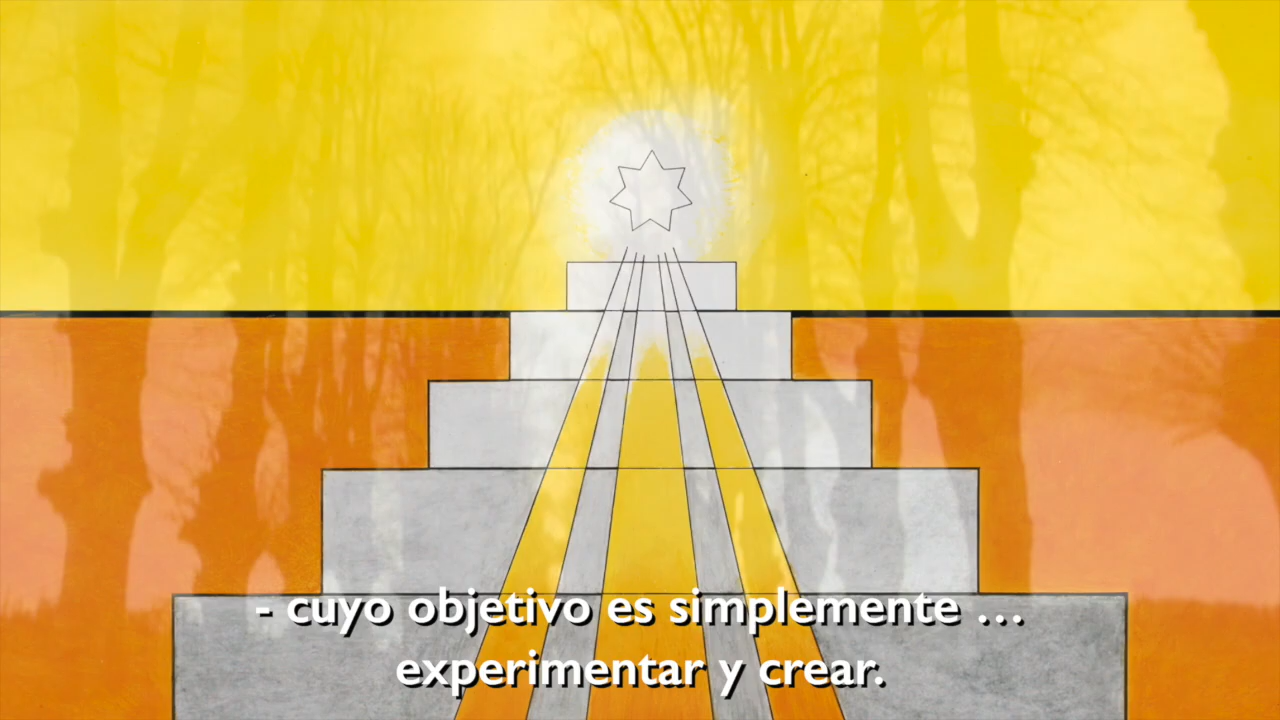 - cuyo objetivo es simplemente …
experimentar y crear.